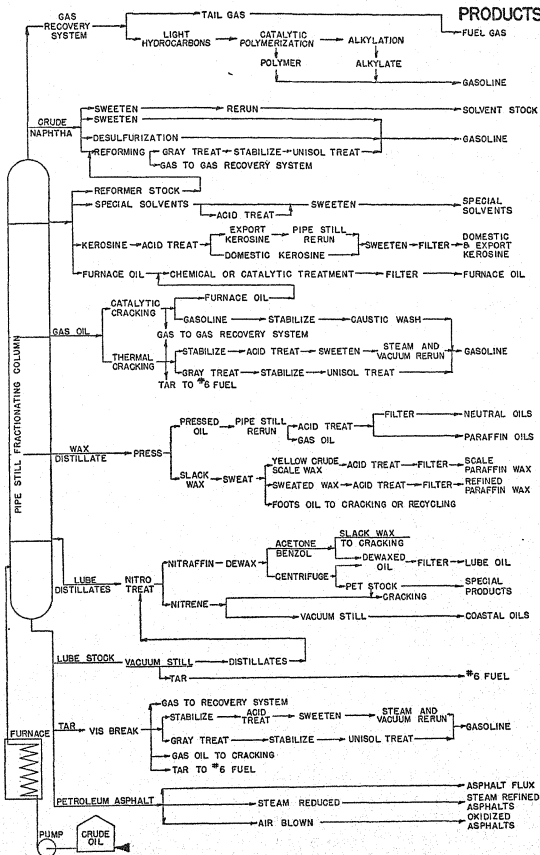 PRODUCTS
GAS RECOVERY SYSTEM
TAIL GAS
FUEL GAS
LIGHT HYDROCARBONS
CATALYTIC POLYMERIZATION
ALKYLATION
POLYMER
ALKYLATE
GASOLINE
CRUDE NAPHTHA
SWEETEN RERUN SOLVENT STOCK
SWEETEN
DESULFURIZATION GASOLINE
REFORMING GRAY TREAT STABILIZE UNISOL TREAT
GAS TO GAS RECOVERY SYSTEM
REFORMER STOCK
SPECIAL SOLVENTS SWEETEN SPECIAL SOLVENTS
ACID TREAT
KEROSINE ACID TREAT
EXPORT KEROSINE PIPE STILL RERUN
DOMESTIC KEROSINE
SWEETEN FILTER DOMESTIC & EXPORT KEROSINE
FURNACE OIL CHEMICAL OR CATALYTIC TREATMENT FILTER FURNACE OIL
PIPE STILL FRACTIONATING COLUMN
GAS OIL
CATALYTIC CRACKING
FURNACE OIL
GASOLINE STABILIZE CAUSTIC WASH
GAS TO GAS RECOVERY SYSTEM
THERMAL CRACKING
STABILIZE ACID TREAT SWEETEN STEAM AND VACUUM RERUN
GASOLINE
GRAY TREAT STABILIZE UNISOL TREAT
TAR TO #6 FUEL
WAX DISTILLATE
PRESS
PRESSED OIL PIPE STILL RERUN
ACID TREAT
GAS OIL
FILTER NEUTRAL OILS
PARAFFIN OILS
SLACK WAX SWEAT
YELLOW CRUDE SCALE WAX ACID TREAT FILTER SCALE PARAFFIN WAX
SWEATED WAX ACID TREAT FILTER REFINED PARAFFIN WAX
FOOTS OIL TO CRACKING OR RECYCLING
LUBE DISTILLATES
NITRO TREAT
NITRAFFIN DEWAX
ACETONE BENZOL
SLACK WAX TO CRACKING
DEWAXED OIL FILTER LUBE OIL
CENTRIFUGE
PET STOCK SPECIAL PRODUCTS
NITRENE CRACKING
VACUUM STILL COASTAL OILS
LUBE STOCK VACUUM STILL DISTILLATES
TAR #6 FUEL
TAR VIS BREAK
GAS TO RECOVERY SYSTEM
STABILIZE ACID TREAT SWEETEN STEAM AND VACUUM RERUN
GASOLINE
GRAY TREAT STABILIZE UNISOL TREAT
GAS OIL TO CRACKING
TAR TO #6 FUEL
FURNACE
PETROLEUM ASPHALT
ASPHALT FLUX
STEAM REDUCED STEAM REFINED ASPHALTS
AIR BLOWN OXIDIZED ASPHALTS
PUMP
CRUDE OIL